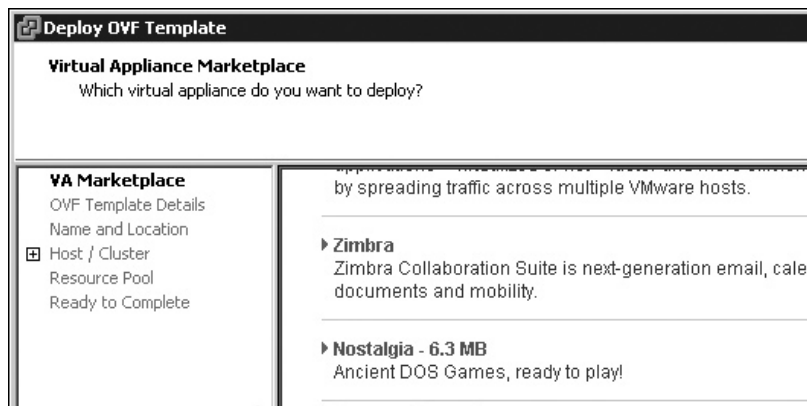 Deploy OVF Template
Virtual Appliance Marketplace
Which virtual appliance do you want to deploy?
VA Marketplace
OVF Template Details
Name and Location
Host / Cluster
Resource Pool
Ready to Complete
by spreading traffic across multiple VMware hosts.
Zimbra
Zimbra Collaboration Suite is next-generation email, cale
documents and mobility.
Nostalgia - 6.3 MB
Ancient DOS Games, ready to play!